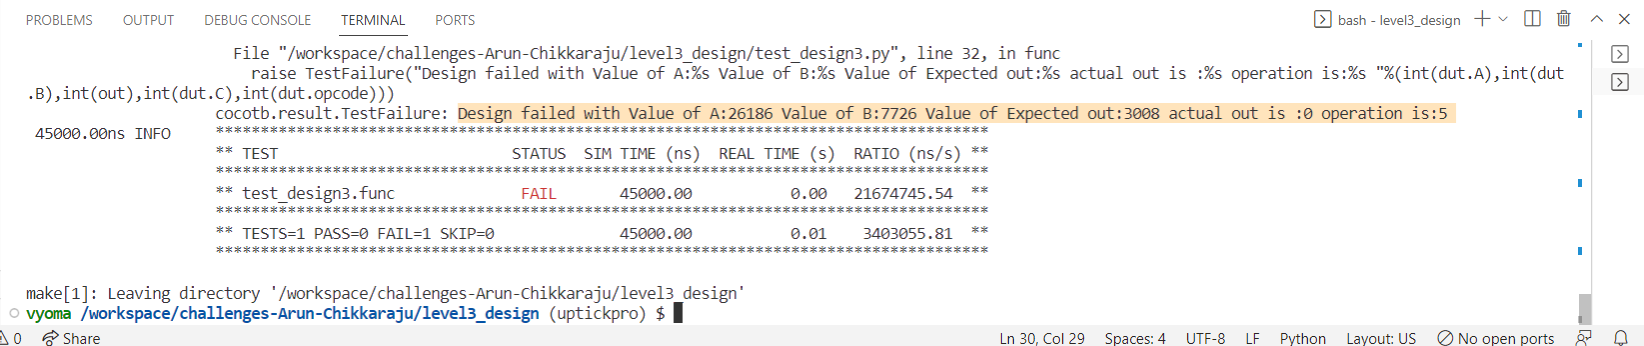 PROBLEMS OUTPUT DEBUG CONSOLE TERMINAL PORTS bash - level3_design
File "/workspace/challenges-Arun-Chikkaraju/level3_design/test_design3.py", line 32, in func
raise TestFailure("Design failed with Value of A:%s Value of B:%s Value of Expected out:%s actual out is :%s operation is:%s "%(int(dut.A),int(dut
.B),int(out),int(dut.C),int(dut.opcode)))
cocotb.result.TestFailure: Design failed with Value of A:26186 Value of B:7726 Value of Expected out:3008 actual out is :0 operation is:5
45000.00ns INFO **************************************************************************************
** TEST STATUS SIM TIME (ns) REAL TIME (s) RATIO (ns/s) **
**************************************************************************************
** test_design3.func FAIL 45000.00 0.00 21674745.54 **
**************************************************************************************
** TESTS=1 PASS=0 FAIL=1 SKIP=0 45000.00 0.01 3403055.81 **
**************************************************************************************
make[1]: Leaving directory '/workspace/challenges-Arun-Chikkaraju/level3_design'
vyoma /workspace/challenges-Arun-Chikkaraju/level3_design (uptickpro) $
0 Share Ln 30, Col 29 Spaces: 4 UTF-8 LF Python Layout: US No open ports